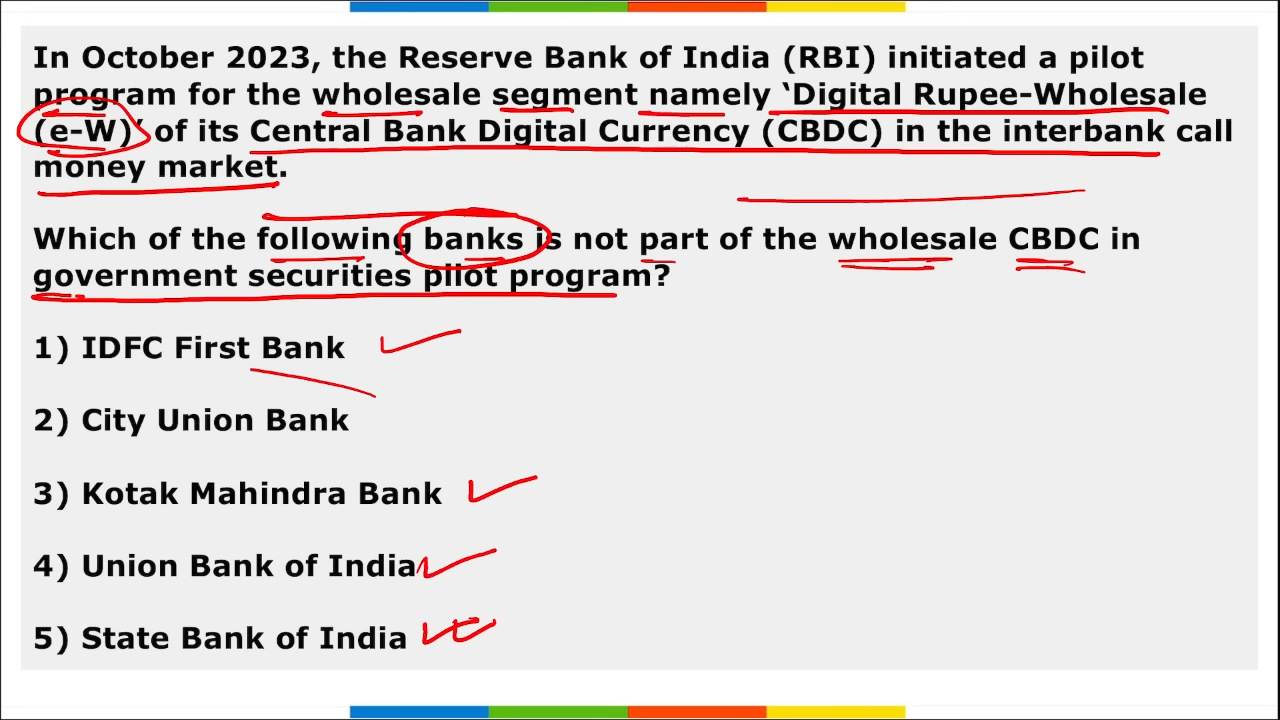 In October 2023, the Reserve Bank of India (RBI) initiated a pilot
program for the wholesale segment namely ‘Digital Rupee-Wholesale
(e-W)’ of its Central Bank Digital Currency (CBDC) in the interbank call
money market.
Which of the following banks is not part of the wholesale CBDC in
government securities pilot program?
1) IDFC First Bank
2) City Union Bank
3) Kotak Mahindra Bank
4) Union Bank of India
5) State Bank of India